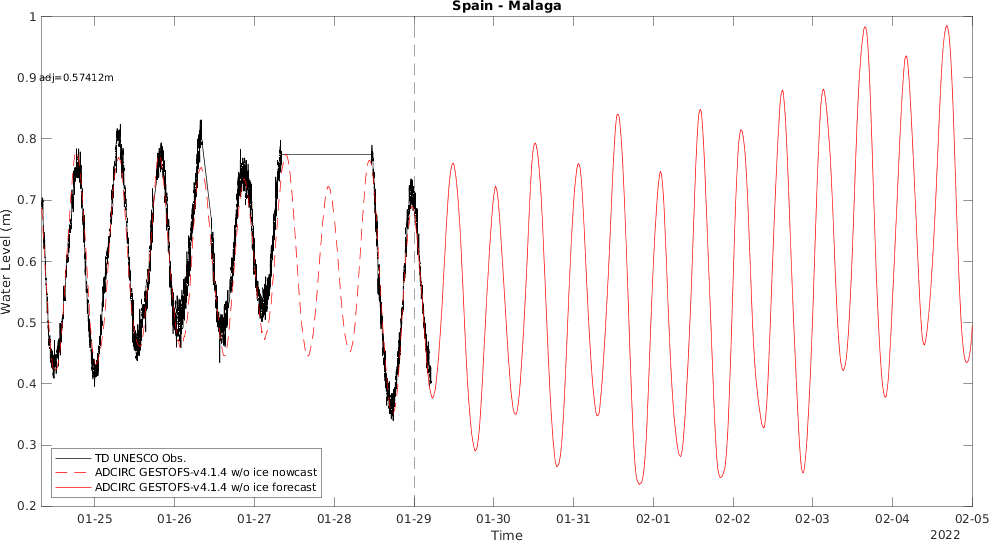 Spain - Malaga
1
0.9
0.8
0.7
0.6
0.5
0.4
0.3
0.2
adj=0.57412m
Water Level (m)
TD UNESCO Obs.
ADCIRC GESTOFS-v4.1.4 w/o ice nowcast
ADCIRC GESTOFS-v4.1.4 w/o ice forecast
01-25 01-26 01-27 01-28 01-29 01-30 01-31 02-01 02-02 02-03 02-04 02-05
Time
2022